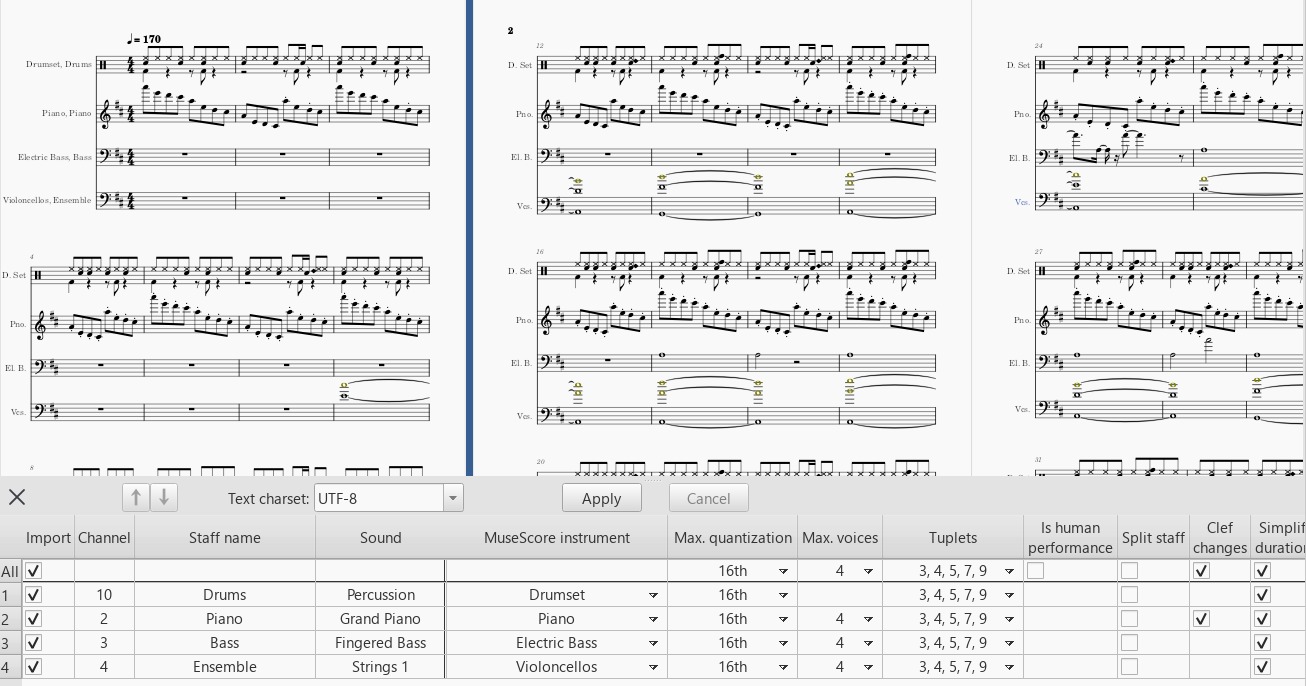 ♩ = 170
Drumset, Drums
Piano, Piano
Electric Bass, Bass
Violoncellos, Ensemble
4
D. Set
Pno.
El. B.
Vcs.
8
2
12
D. Set
Pno.
El. B.
Vcs.
16
D. Set
Pno.
El. B.
Vcs.
20
24
D. Set
Pno.
El. B.
Vcs.
27
D. Set
Pno.
El. B.
Vcs.
31
Text charset: UTF-8 Apply Cancel
Import Channel Staff name Sound MuseScore instrument Max. quantization Max. voices Tuplets Is human performance Split staff Clef changes Simplif duration
All 16th 4 3, 4, 5, 7, 9
1 10 Drums Percussion Drumset 16th 3, 4, 5, 7, 9
2 2 Piano Grand Piano Piano 16th 4 3, 4, 5, 7, 9
3 3 Bass Fingered Bass Electric Bass 16th 4 3, 4, 5, 7, 9
4 4 Ensemble Strings 1 Violoncellos 16th 4 3, 4, 5, 7, 9